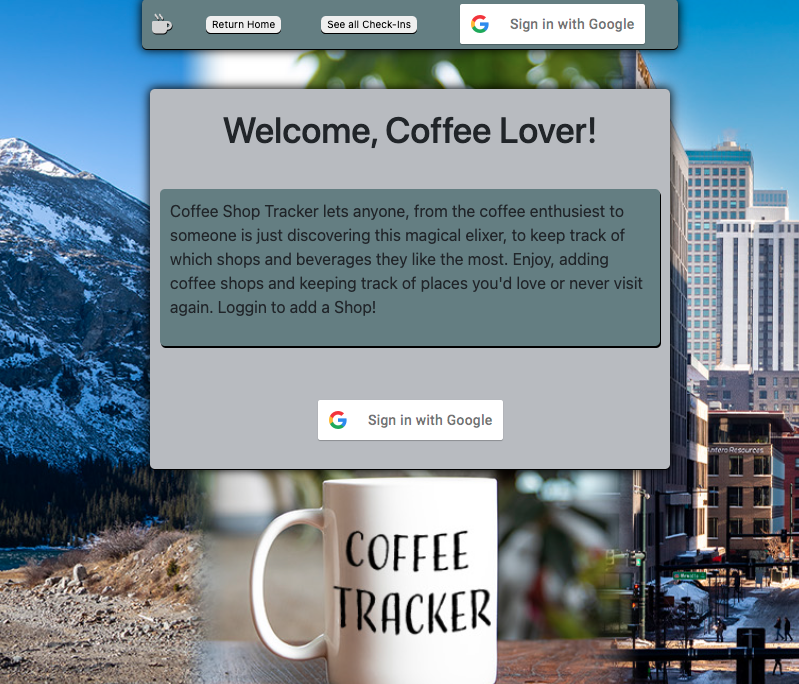 Return Home
See all Check-Ins
Sign in with Google
Welcome, Coffee Lover!
Coffee Shop Tracker lets anyone, from the coffee enthusiest to
someone is just discovering this magical elixer, to keep track of
which shops and beverages they like the most. Enjoy, adding
coffee shops and keeping track of places you'd love or never visit
again. Loggin to add a Shop!
Sign in with Google
Resources
COFFEE
TRACKER